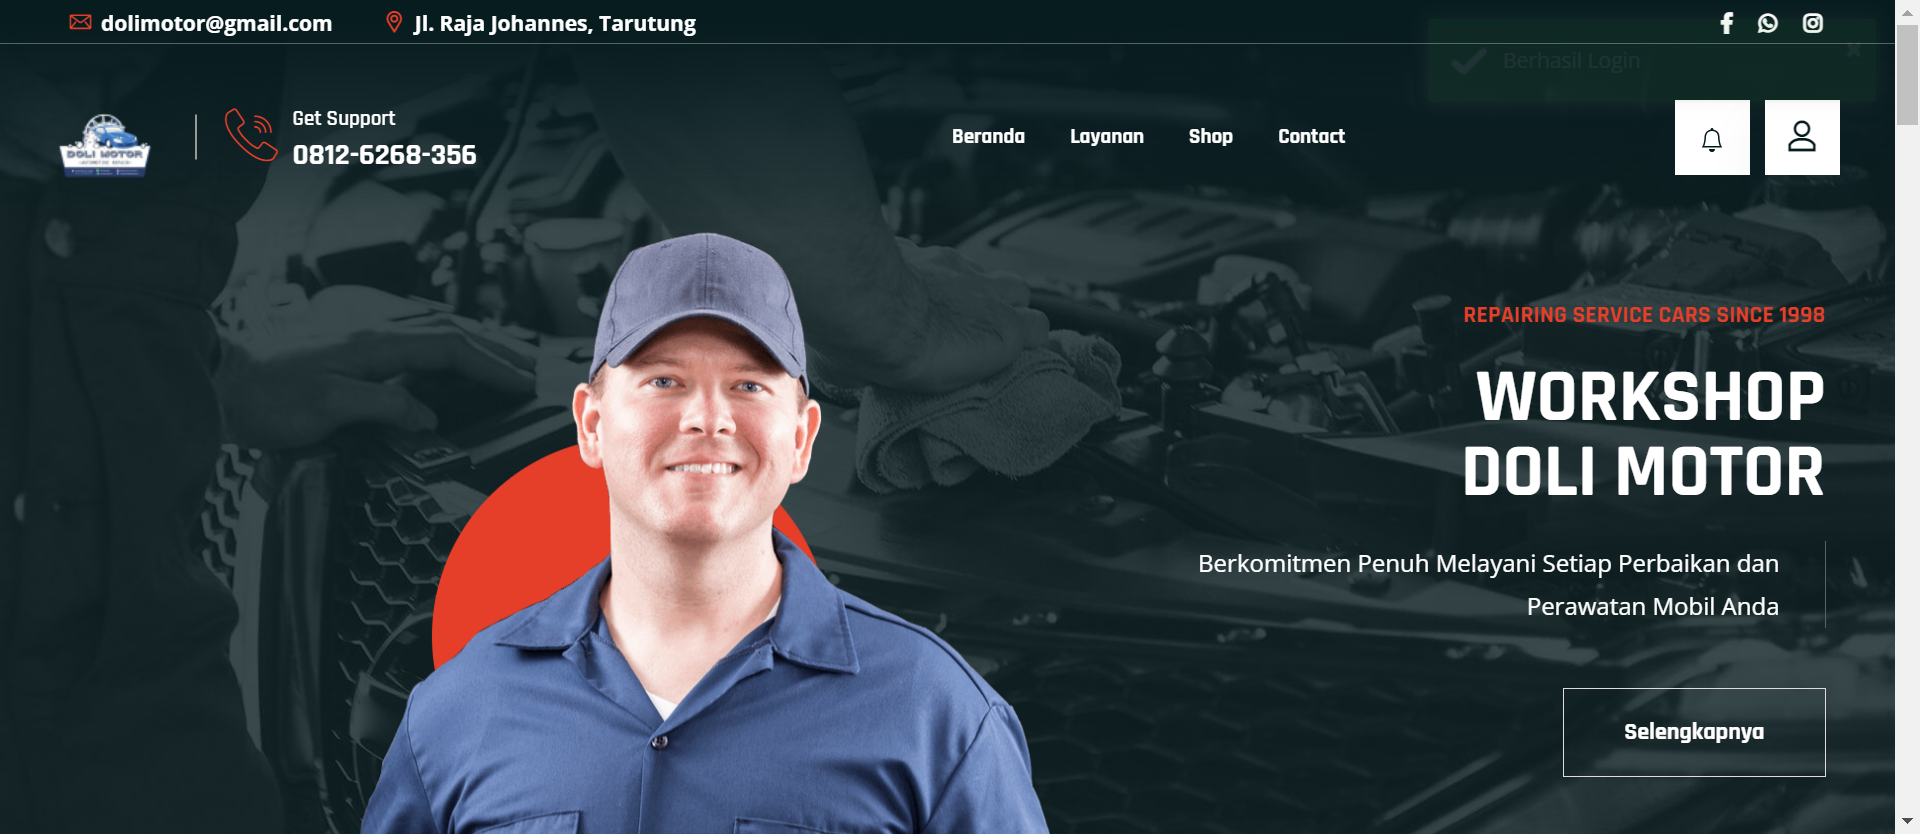 dolimotor@gmail.com
Jl. Raja Johannes, Tarutung
Berhasil Login
DOLI MOTOR
Get Support
0812-6268-356
Beranda
Layanan
Shop
Contact
REPAIRING SERVICE CARS SINCE 1998
WORKSHOP
DOLI MOTOR
Berkomitmen Penuh Melayani Setiap Perbaikan dan
Perawatan Mobil Anda
Selengkapnya